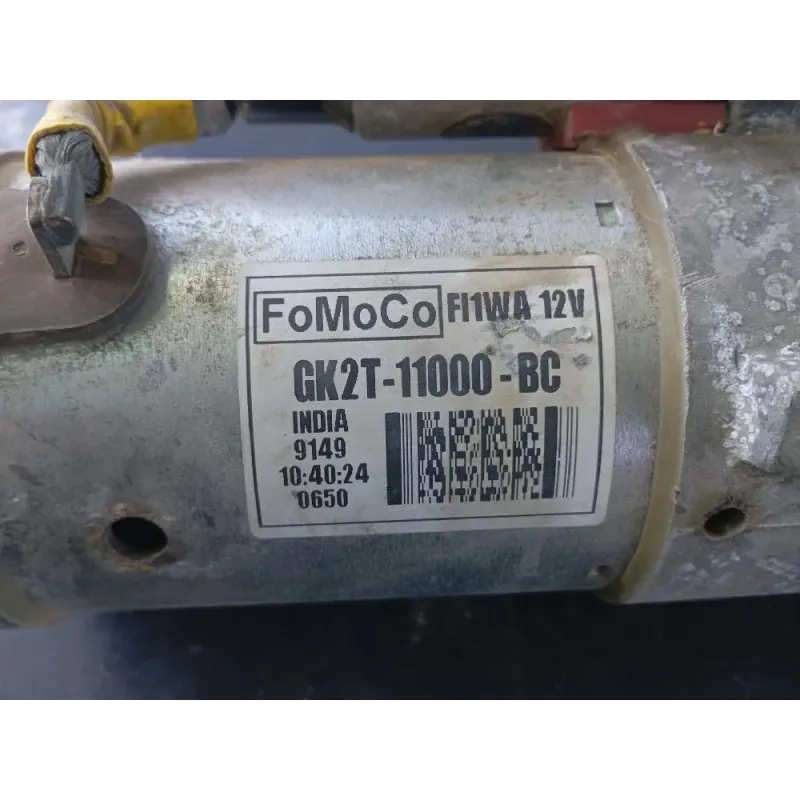 FoMoCo FI1WA 12V
GK2T-11000-BC
INDIA
9149
10:40:24
0650